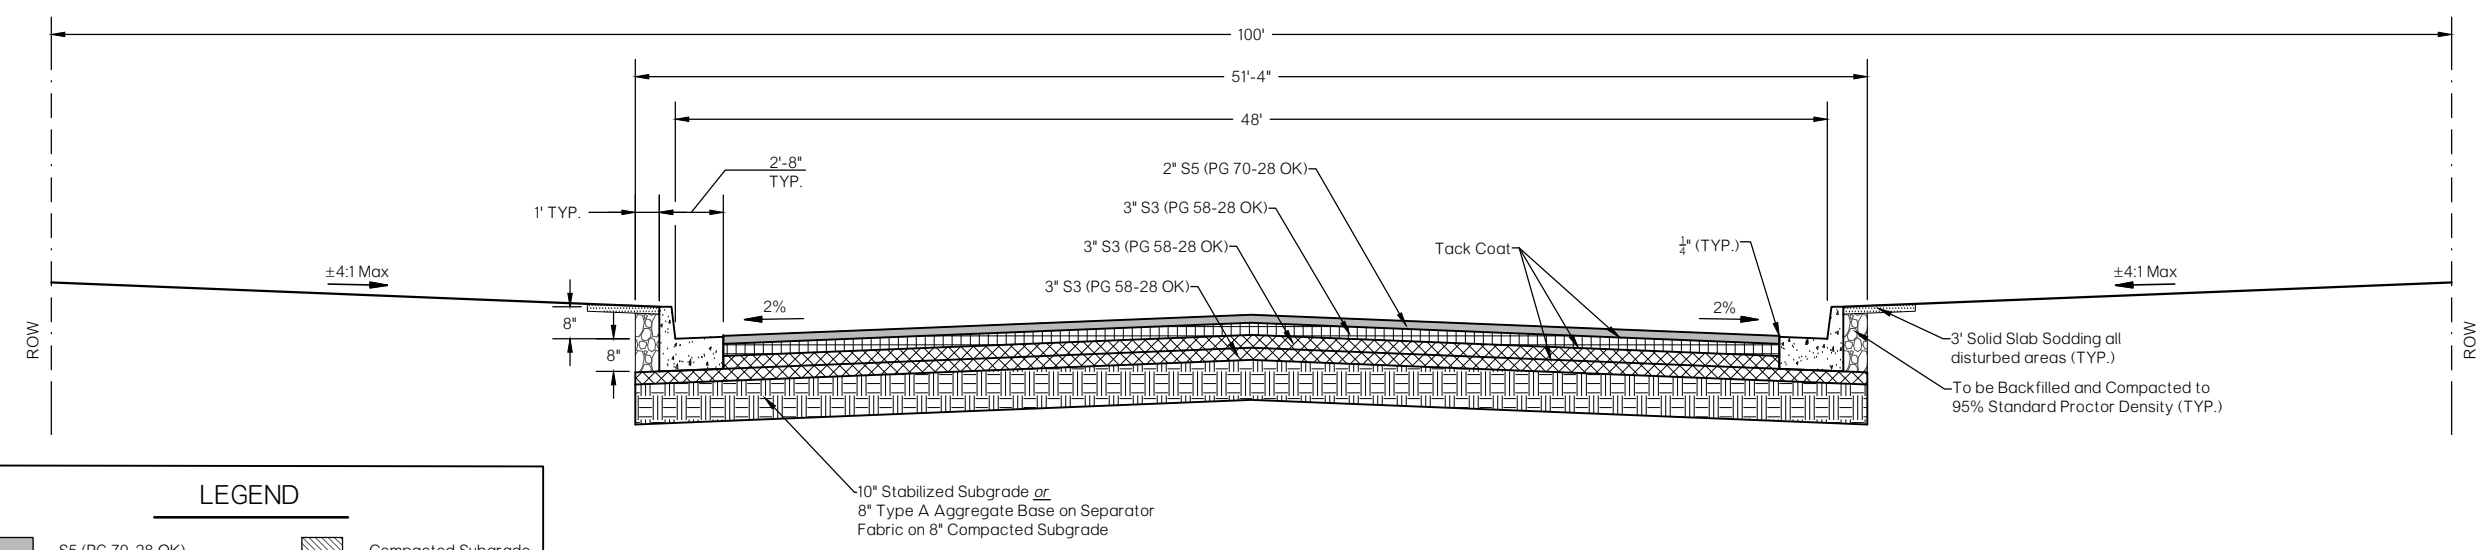 100'
51'-4"
48'
2'-8"
TYP.
1' TYP.
2" S5 (PG 70-28 OK)
3" S3 (PG 58-28 OK)
3" S3 (PG 58-28 OK)
3" S3 (PG 58-28 OK)
Tack Coat
1/4" (TYP.)
±4:1 Max
±4:1 Max
2%
2%
8"
8"
ROW
ROW
3' Solid Slab Sodding all
disturbed areas (TYP.)
To be Backfilled and Compacted to
95% Standard Proctor Density (TYP.)
10" Stabilized Subgrade or
8" Type A Aggregate Base on Separator
Fabric on 8" Compacted Subgrade
LEGEND
S5 (PG 70-28 OK)
Compacted Subgrade